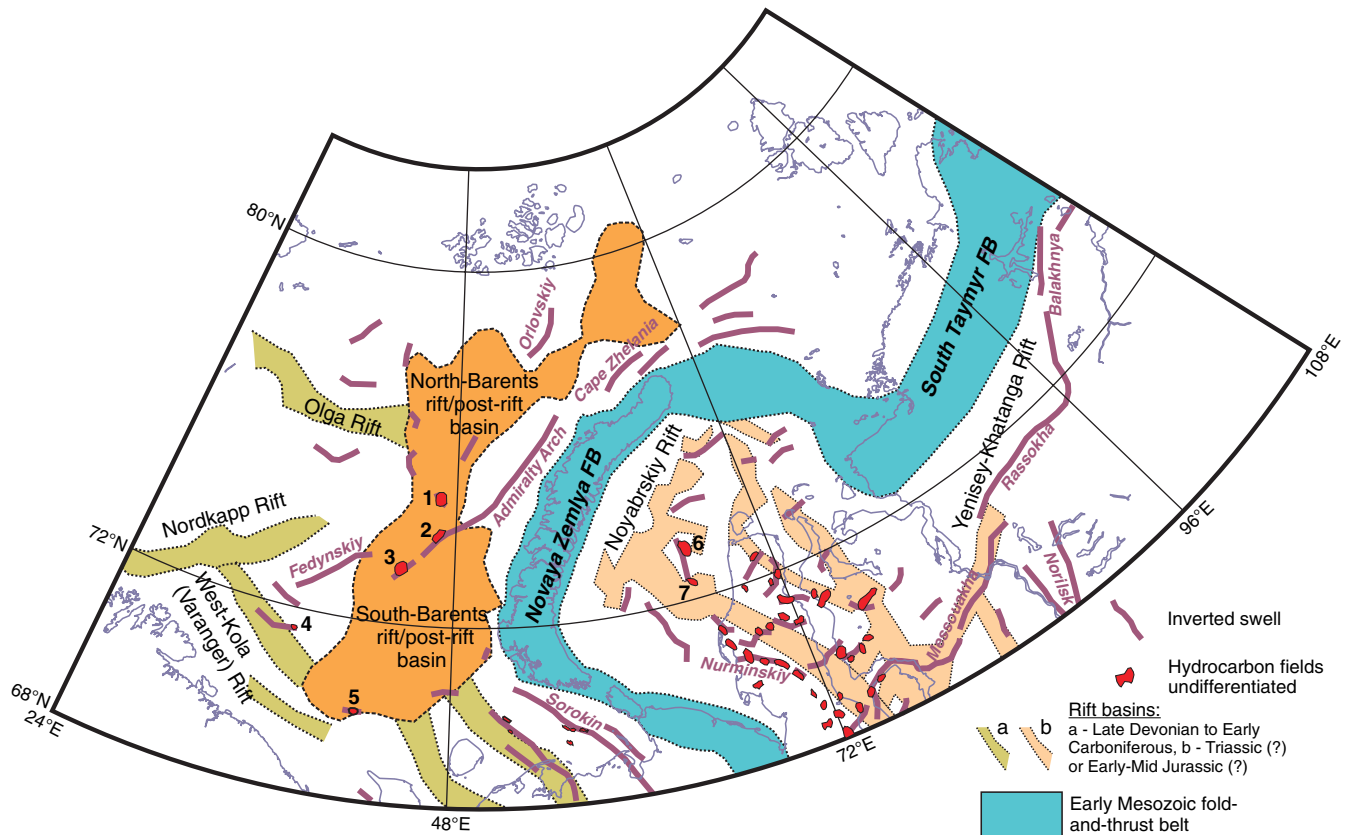 80°N
72°N
68°N
24°E
48°E
72°E
96°E
108°E
Orlovskiy
Cape Zhelania
North-Barents
rift/post-rift
basin
Olga Rift
Admiralty Arch
Nordkapp Rift
Fedynskiy
West-Kola
(Varanger) Rift
South-Barents
rift/post-rift
basin
1
2
3
4
5
6
7
Novaya Zemlya FB
Noyabrskiy Rift
South Taymyr FB
Balakhnya
Yenisey-Khatanga Rift
Rassokha
Norilsk
Messoyakha
Nurminskiy
Sorokin
Inverted swell
Hydrocarbon fields
undifferentiated
a b
Rift basins:
a - Late Devonian to Early
Carboniferous, b - Triassic (?)
or Early-Mid Jurassic (?)
Early Mesozoic fold-
and-thrust belt